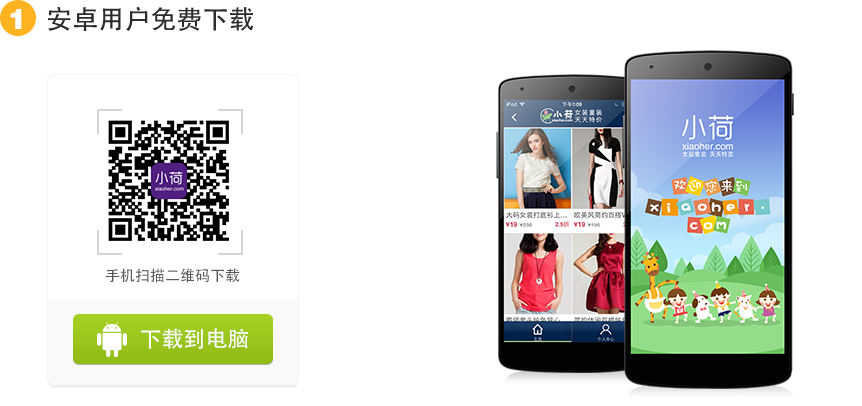 1 安卓用户免费下载
小荷
xiaoher.com
手机扫描二维码下载
下载到电脑
iPod 下午1:09
小荷 女装童装
xiaoher.com 天天特价
大码女装打底衫上...
¥19 ¥236 2.5折
欧美风简约百搭
¥19 ¥196
主页
个人中心
小荷
xiaoher.com
女装童装 天天特卖
欢迎您来到
xiaoher.
com